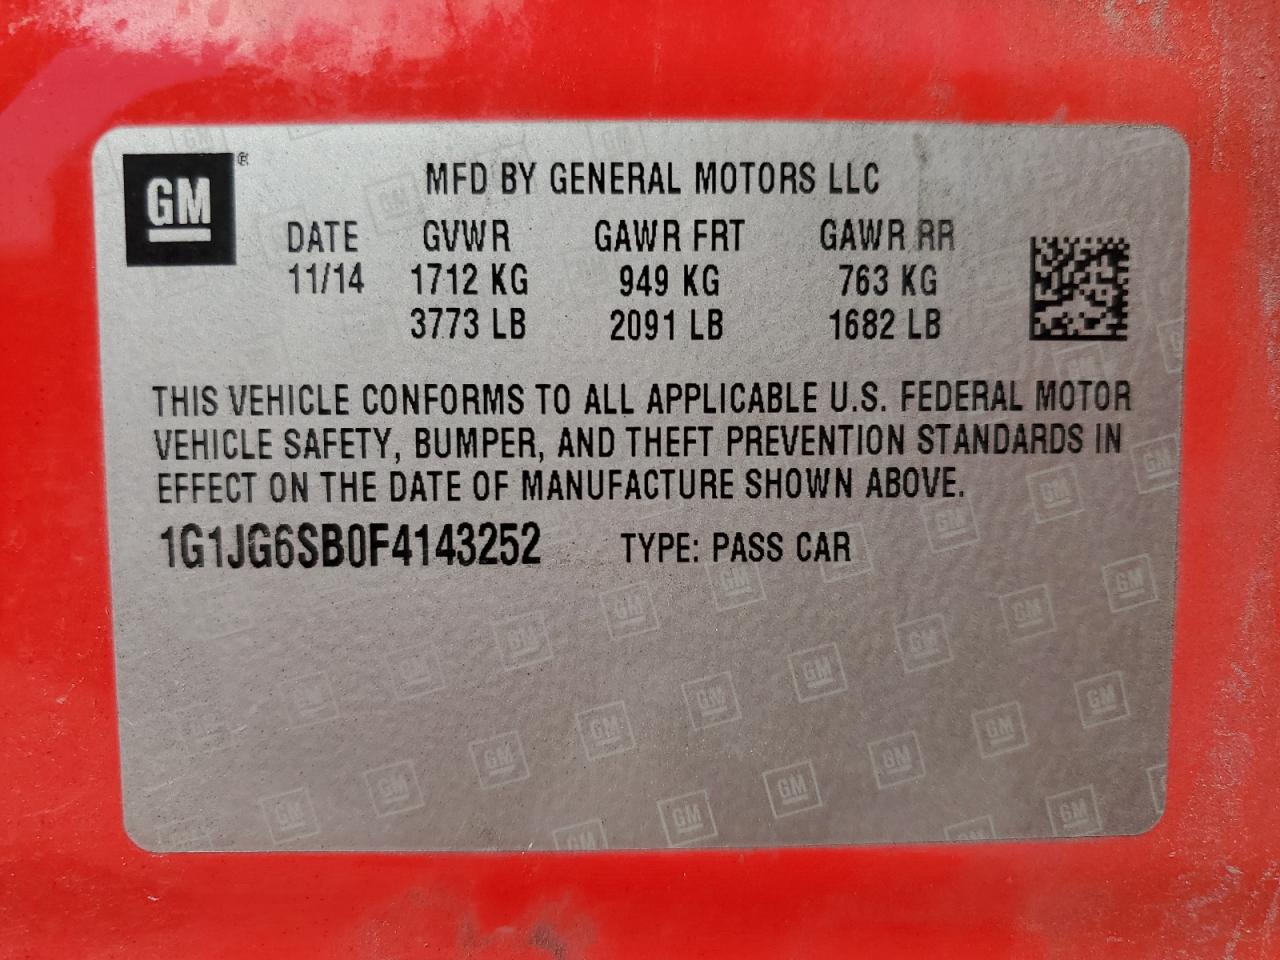 GM®
MFD BY GENERAL MOTORS LLC
DATE GVWR GAWR FRT GAWR RR
11/14 1712 KG 949 KG 763 KG
3773 LB 2091 LB 1682 LB
THIS VEHICLE CONFORMS TO ALL APPLICABLE U.S. FEDERAL MOTOR
VEHICLE SAFETY, BUMPER, AND THEFT PREVENTION STANDARDS IN
EFFECT ON THE DATE OF MANUFACTURE SHOWN ABOVE.
1G1JG6SB0F4143252 TYPE: PASS CAR